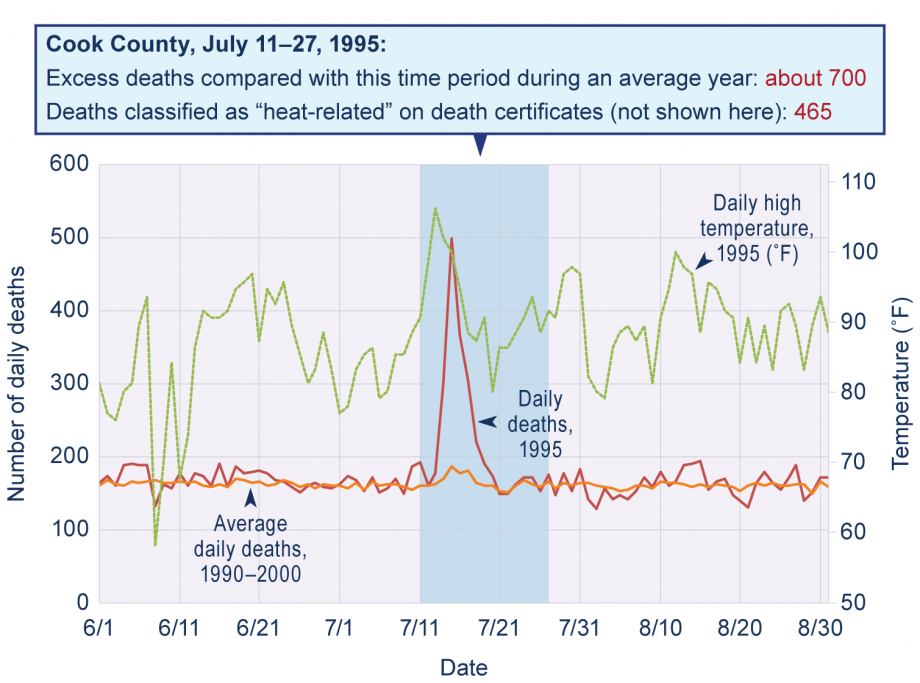 Cook County, July 11–27, 1995:
Excess deaths compared with this time period during an average year: about 700
Deaths classified as “heat-related” on death certificates (not shown here): 465
600
500
400
300
200
100
0
Number of daily deaths
110
100
90
80
70
60
50
Temperature (˚F)
Daily high
temperature,
1995 (˚F)
Daily
deaths,
1995
Average
daily deaths,
1990–2000
6/1
6/11
6/21
7/1
7/11
7/21
7/31
8/10
8/20
8/30
Date